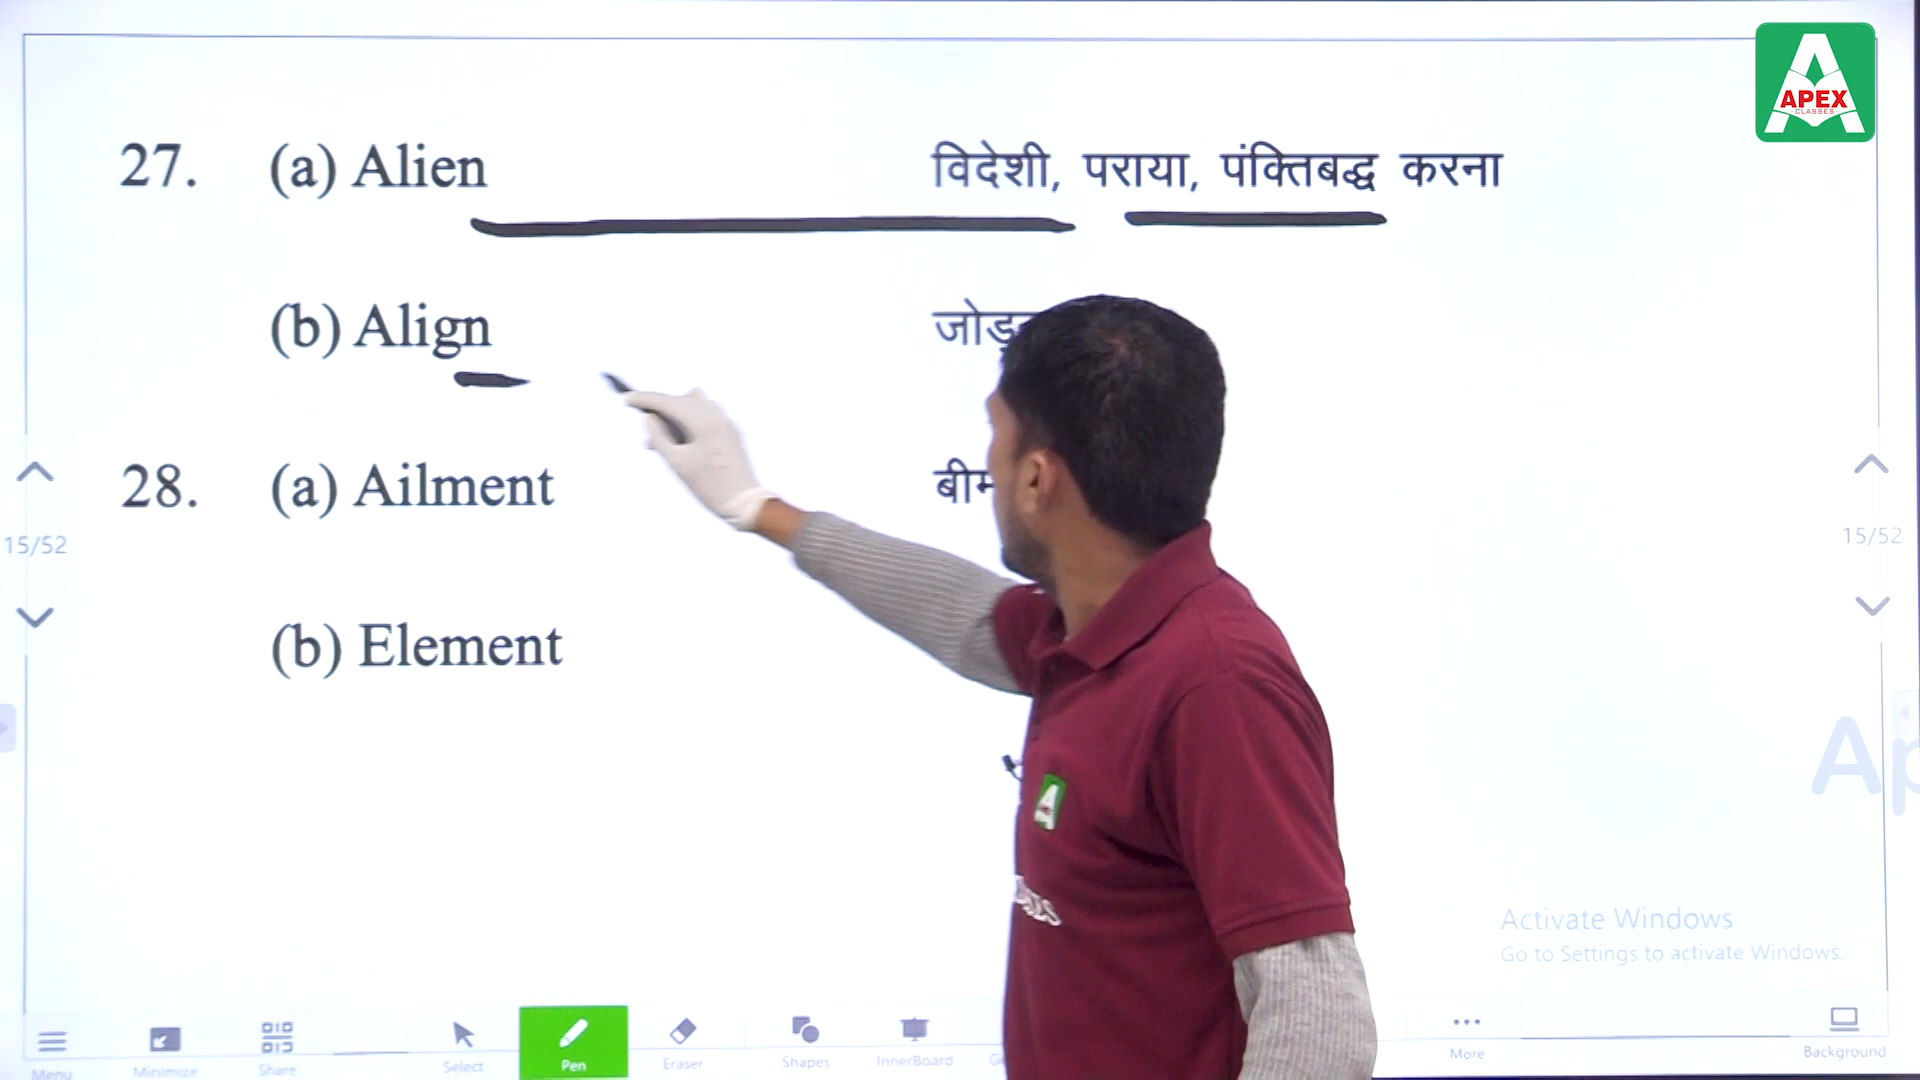 APEX
CLASSES
27. (a) Alien विदेशी, पराया, पंक्तिबद्ध करना
(b) Align
28. (a) Ailment
(b) Element
15/52
15/52
Activate Windows
Go to Settings to activate Windows.
Menu Minimize Share Select Pen Eraser Shapes InnerBoard More Background